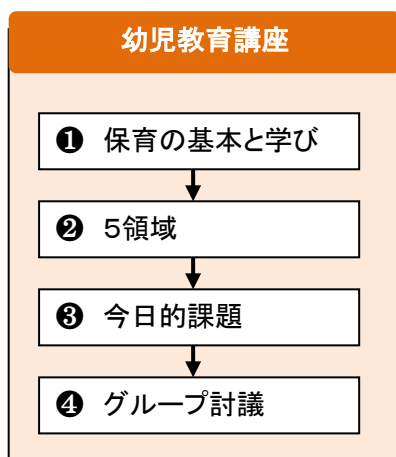 幼児教育講座
❶ 保育の基本と学び
❷ 5領域
❸ 今日的課題
❹ グループ討議